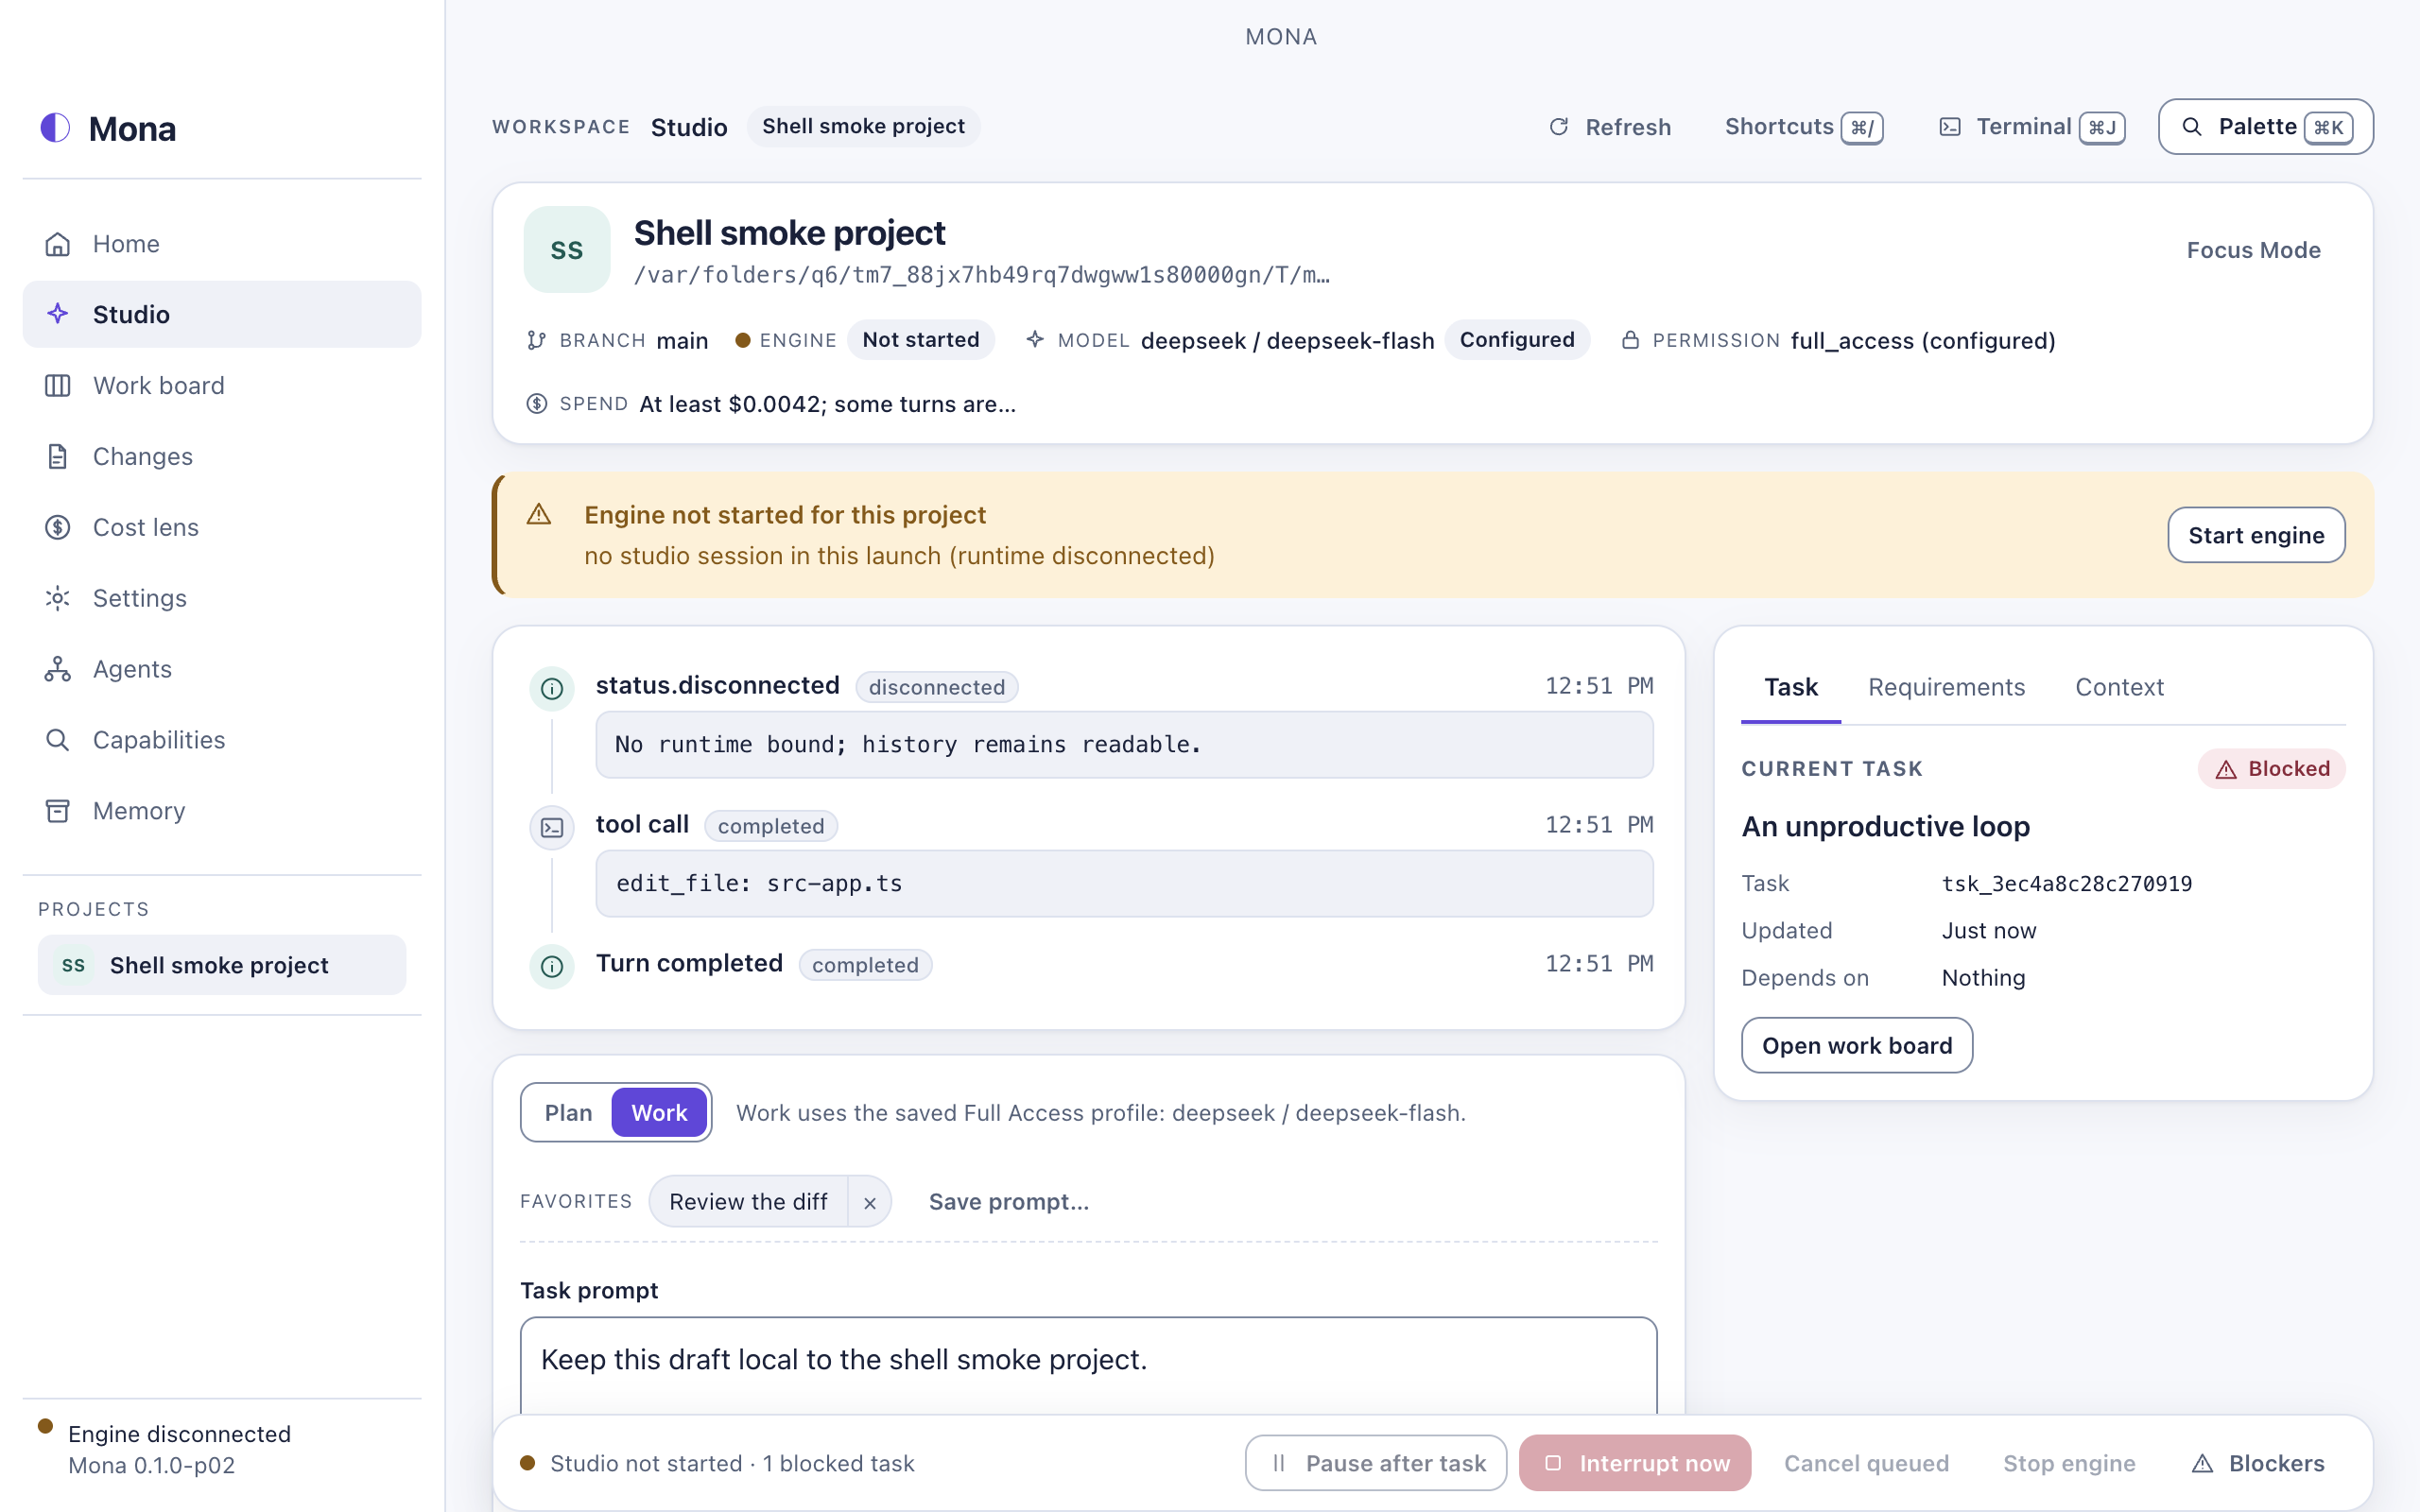 MONA
Mona
Home
Studio
Work board
Changes
Cost lens
Settings
Agents
Capabilities
Memory
PROJECTS
SS Shell smoke project
Engine disconnected
Mona 0.1.0-p02
WORKSPACE Studio Shell smoke project Refresh Shortcuts ⌘/ Terminal ⌘J Palette ⌘K
SS
Shell smoke project
/var/folders/q6/tm7_88jx7hb49rq7dwgww1s80000gn/T/m…
Focus Mode
BRANCH main ENGINE Not started MODEL deepseek / deepseek-flash Configured PERMISSION full_access (configured)
SPEND At least $0.0042; some turns are…
Engine not started for this project
no studio session in this launch (runtime disconnected)
Start engine
status.disconnected disconnected 12:51 PM
No runtime bound; history remains readable.
tool call completed 12:51 PM
edit_file: src-app.ts
Turn completed completed 12:51 PM
Task Requirements Context
CURRENT TASK Blocked
An unproductive loop
Task tsk_3ec4a8c28c270919
Updated Just now
Depends on Nothing
Open work board
Plan Work Work uses the saved Full Access profile: deepseek / deepseek-flash.
FAVORITES Review the diff × Save prompt…
Task prompt
Keep this draft local to the shell smoke project.
Studio not started · 1 blocked task Pause after task Interrupt now Cancel queued Stop engine Blockers